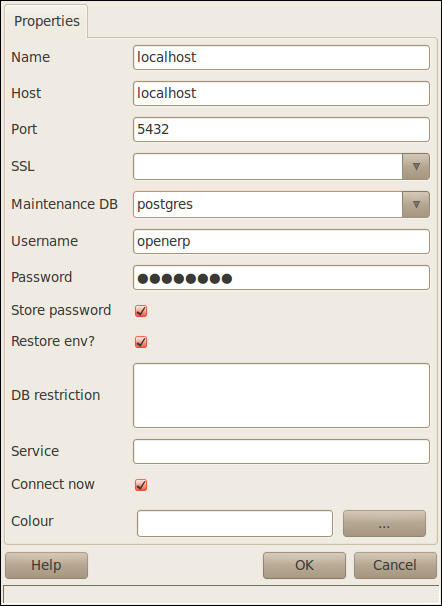 Properties
Name localhost
Host localhost
Port 5432
SSL
Maintenance DB postgres
Username openerp
Password ●●●●●●●●
Store password
Restore env?
DB restriction
Service
Connect now
Colour ...
Help OK Cancel